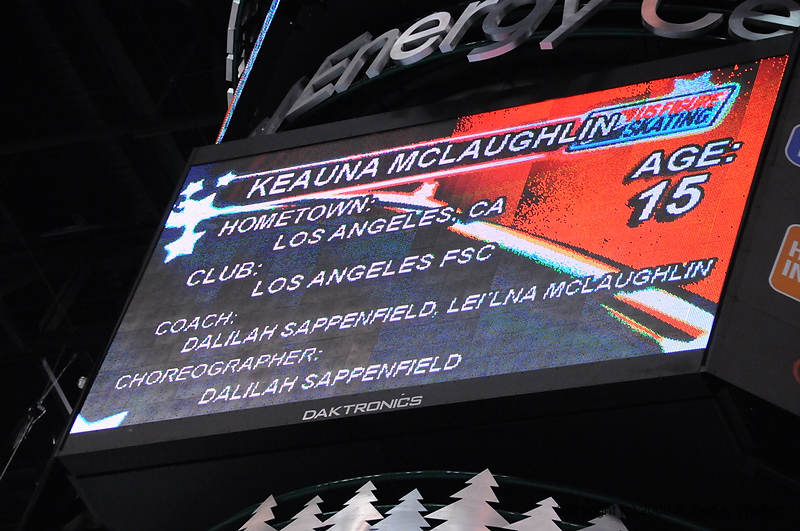 Energy Ce
US FIGURE
SKATING
KEAUNA MCLAUGHLIN
AGE:
15
HOMETOWN:
LOS ANGELES, CA
CLUB:
LOS ANGELES FSC
COACH:
DALILAH SAPPENFIELD, LEI'LNA MCLAUGHLIN
CHOREOGRAPHER:
DALILAH SAPPENFIELD
DAKTRONICS